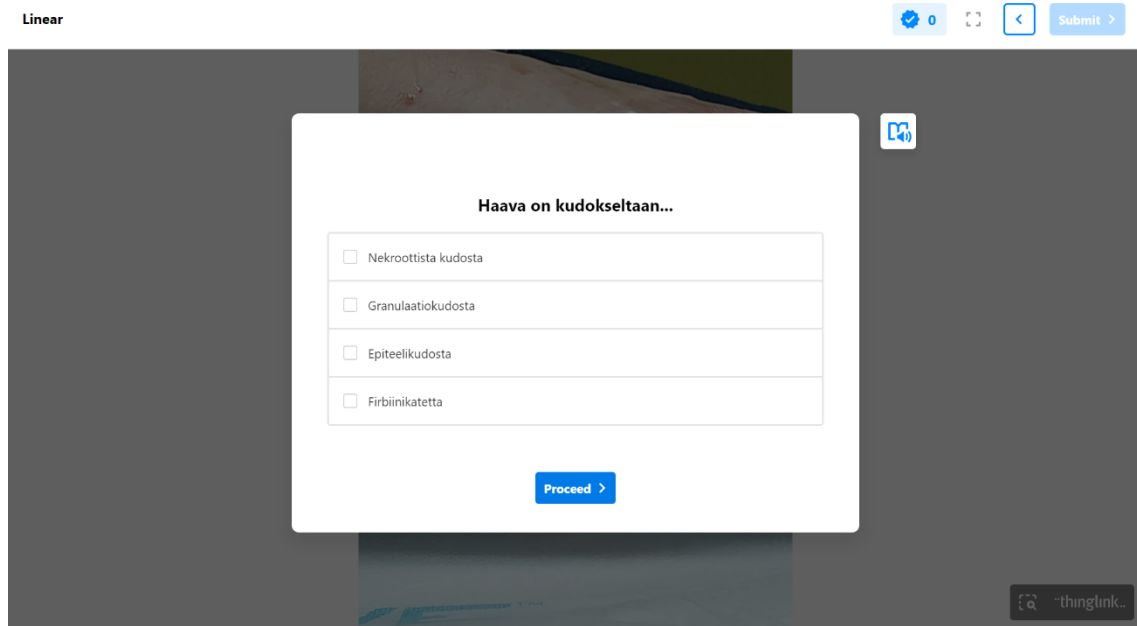 Linear
0
Submit >
Haava on kudokseltaan...
Nekroottista kudosta
Granulaatiokudosta
Epiteelikudosta
Firbiinikatetta
Proceed >
¨thinglink..